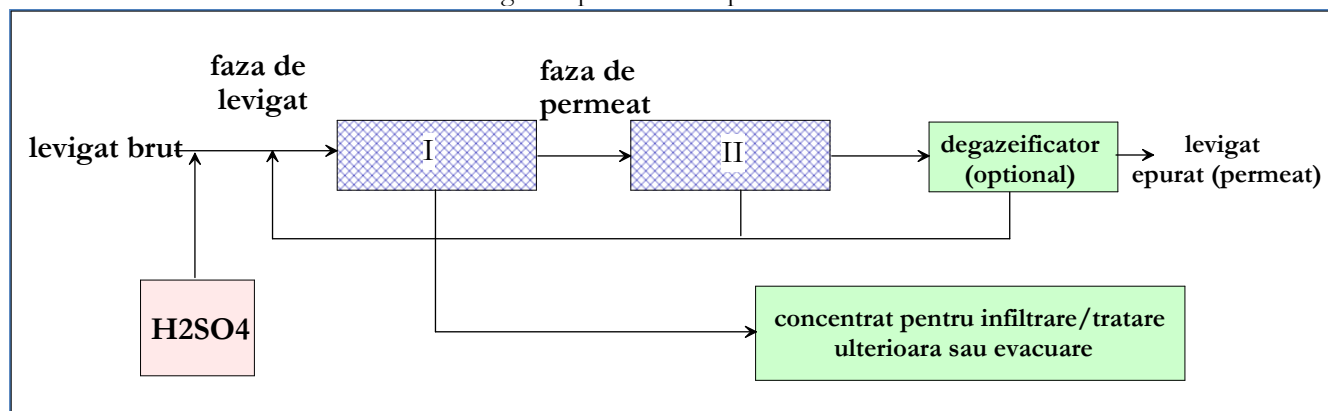 faza de
levigat
faza de
permeat
levigat brut
I
II
degazeificator
(optional)
levigat
epurat (permeat)
H2SO4
concentrat pentru infiltrare/tratare
ulterioara sau evacuare